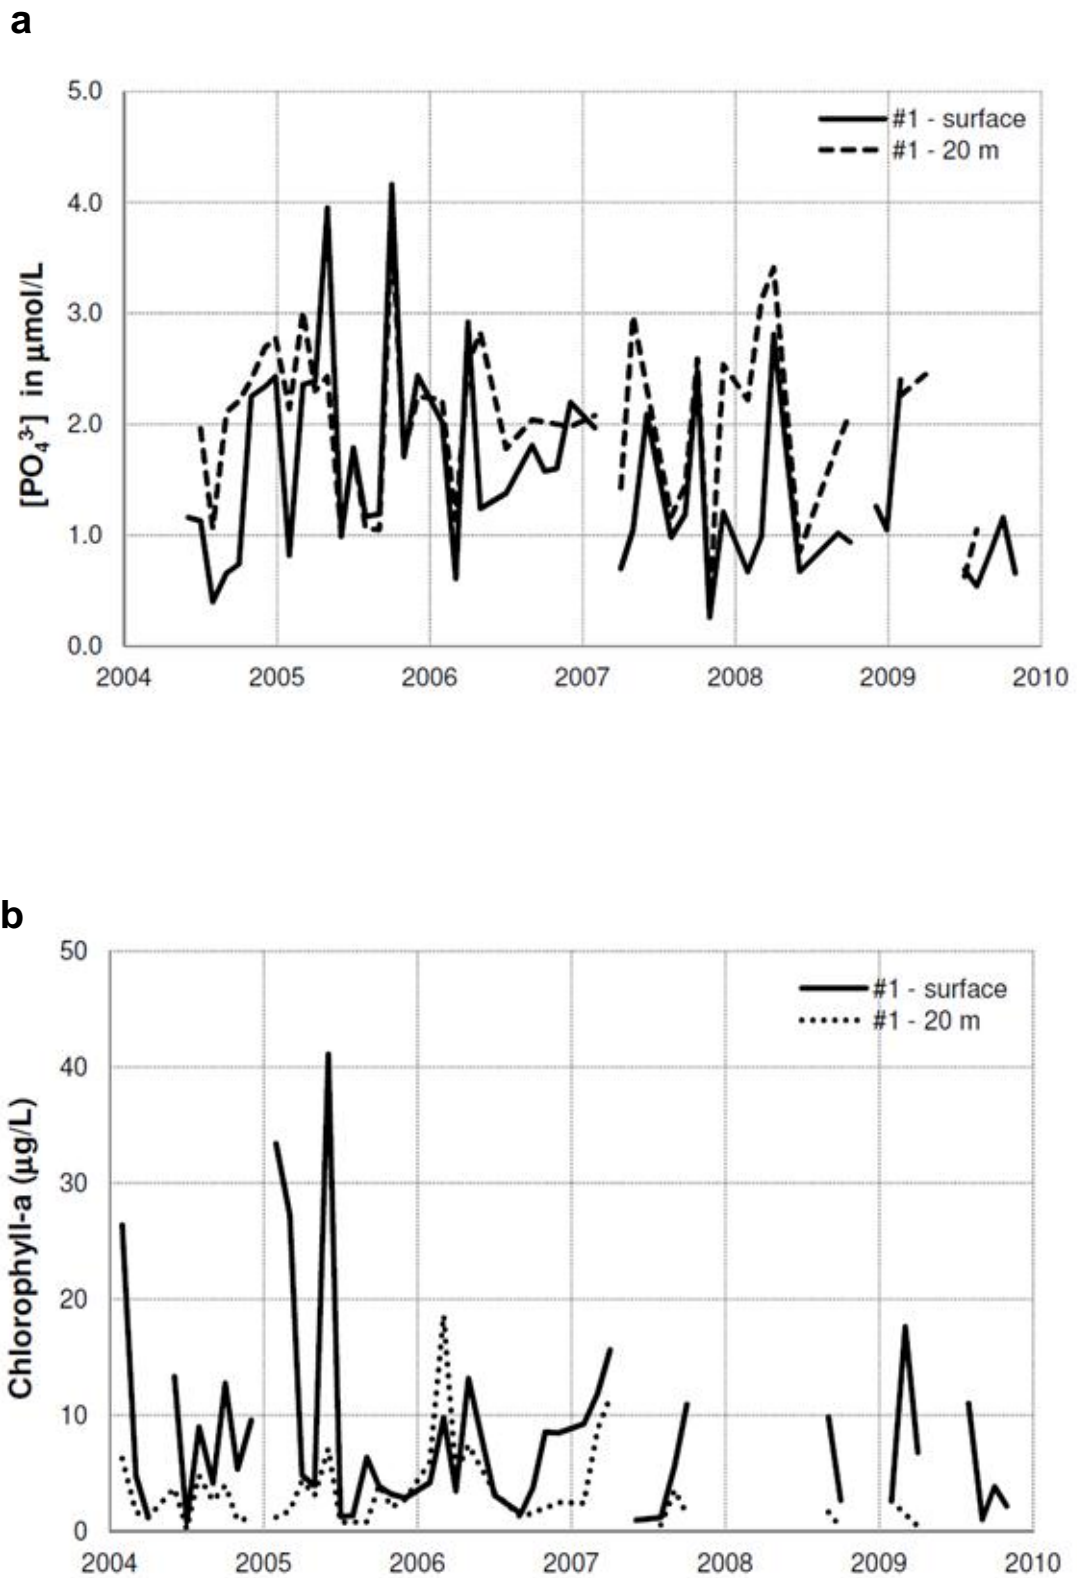 a
5.0
4.0
3.0
2.0
1.0
0.0
[PO₄³⁻] in µmol/L
#1 - surface
#1 - 20 m
2004 2005 2006 2007 2008 2009 2010
b
50
40
30
20
10
0
Chlorophyll-a (µg/L)
#1 - surface
#1 - 20 m
2004 2005 2006 2007 2008 2009 2010